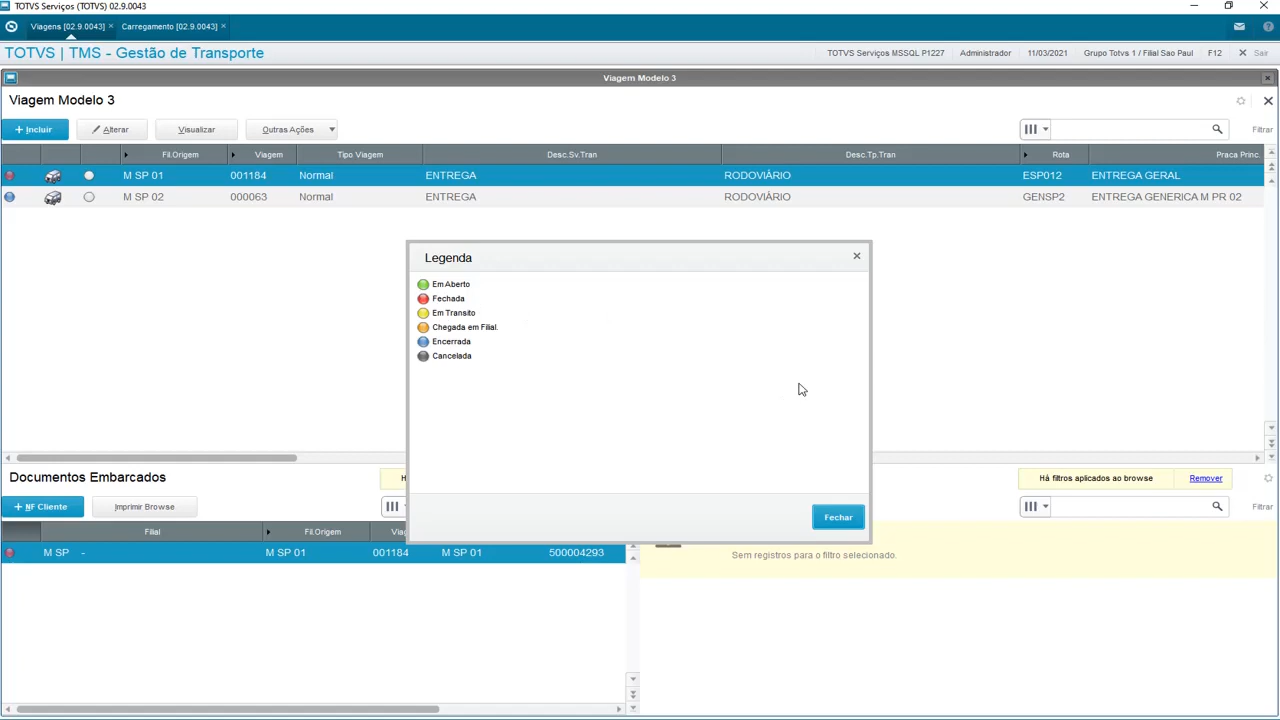 TOTVS Serviços (TOTVS) 02.9.0043
Viagens [02.9.0043] × Carregamento [02.9.0043] ×
TOTVS | TMS - Gestão de Transporte
TOTVS Serviços MSSQL P1227 Administrador 11/03/2021 Grupo Totvs 1 / Filial Sao Paul F12 Sair
Viagem Modelo 3
Viagem Modelo 3
+ Incluir Alterar Visualizar Outras Ações Filtrar
Fil.Origem Viagem Tipo Viagem Desc.Sv.Tran Desc.Tp.Tran Rota Praca Princ.
M SP 01 001184 Normal ENTREGA RODOVIÁRIO ESP012 ENTREGA GERAL
M SP 02 000063 Normal ENTREGA RODOVIÁRIO GENSP2 ENTREGA GENERICA M PR 02
Legenda
Em Aberto
Fechada
Em Transito
Chegada em Filial.
Encerrada
Cancelada
Fechar
Documentos Embarcados H Há filtros aplicados ao browse Remover
+ NF Cliente Imprimir Browse Filtrar
Filial Fil.Origem Viag
M SP - M SP 01 001184 M SP 01 500004293
Sem registros para o filtro selecionado.